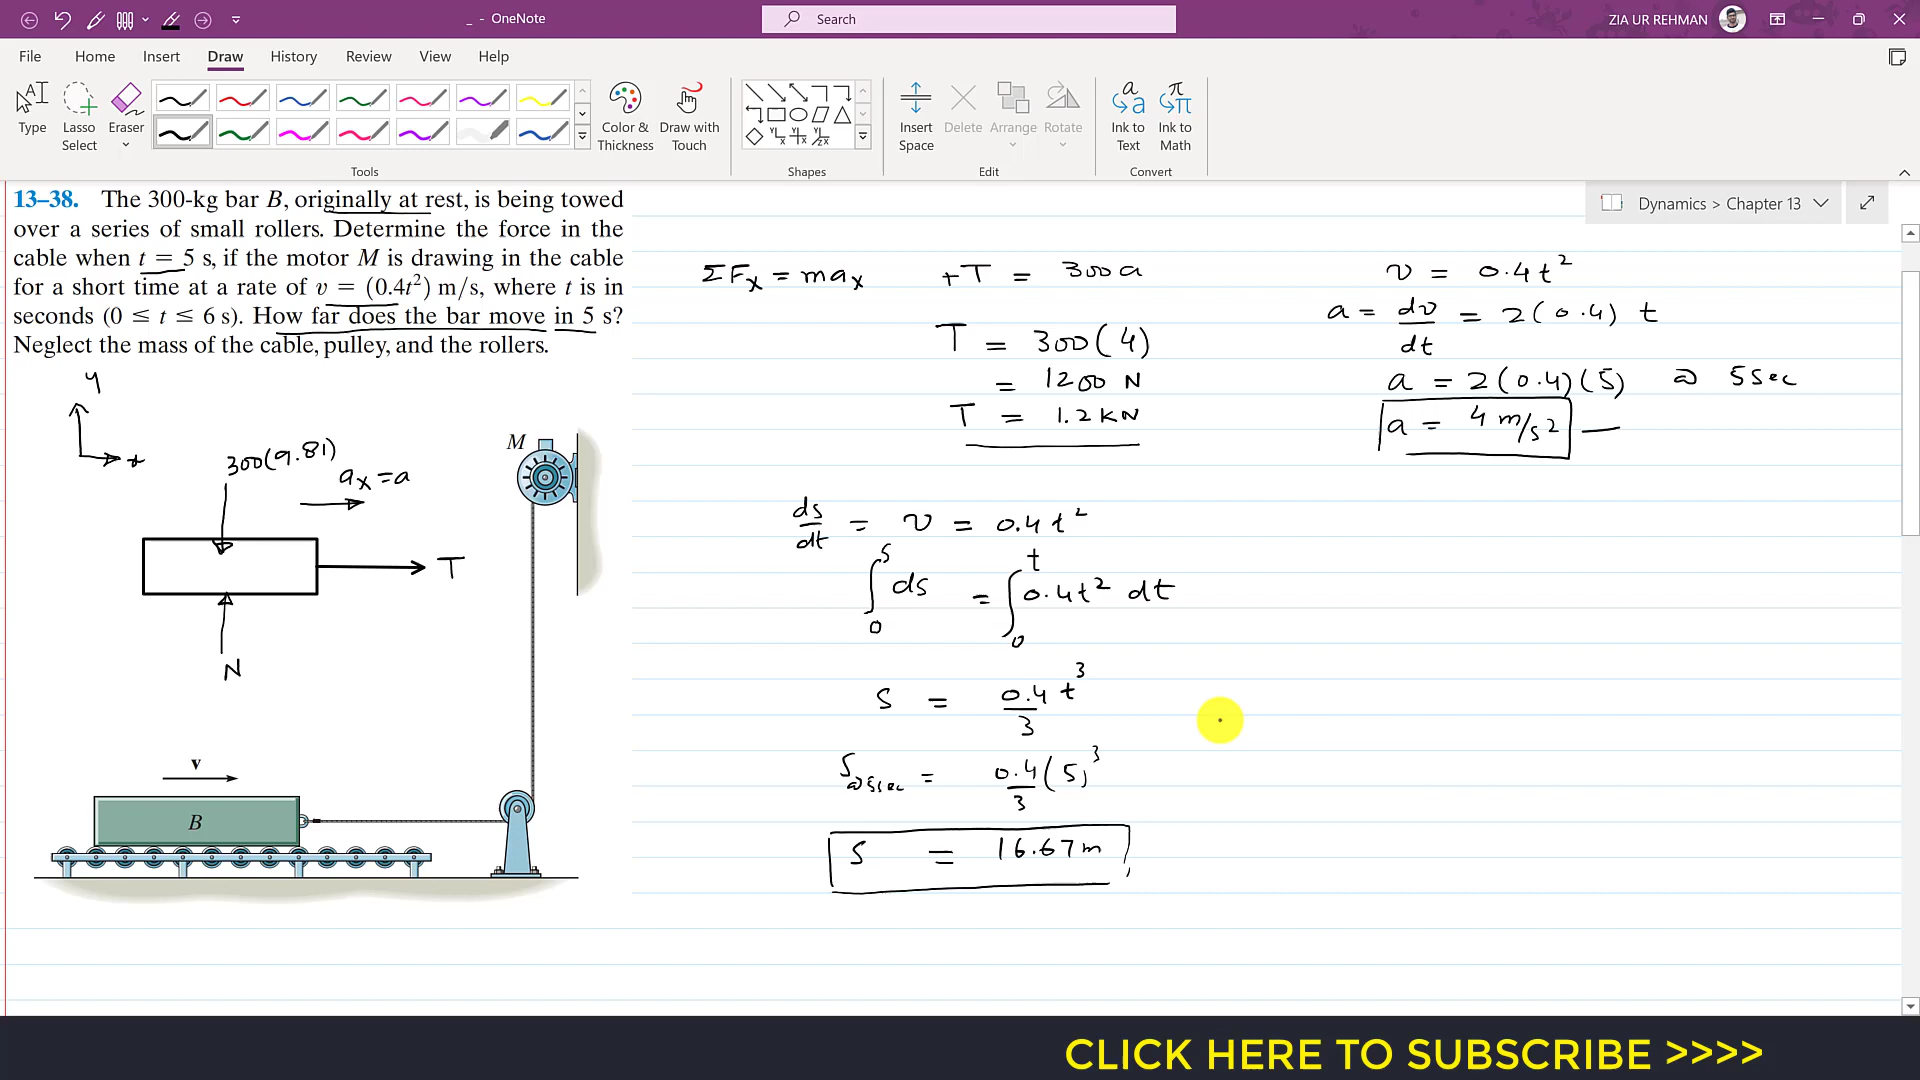 _ - OneNote
Search
ZIA UR REHMAN
File Home Insert Draw History Review View Help
Type
Lasso Select
Eraser
Color & Thickness
Draw with Touch
Insert Space
Delete
Arrange
Rotate
Ink to Text
Ink to Math
Tools
Shapes
Edit
Convert
Dynamics > Chapter 13
13–38. The 300-kg bar B, originally at rest, is being towed
over a series of small rollers. Determine the force in the
cable when t = 5 s, if the motor M is drawing in the cable
for a short time at a rate of v = (0.4t²) m/s, where t is in
seconds (0 ≤ t ≤ 6 s). How far does the bar move in 5 s?
Neglect the mass of the cable, pulley, and the rollers.
y
x
300(9.81)
ax = a
T
N
M
v
B
ΣFx = max +T = 300a
T = 300(4)
= 1200 N
T = 1.2 KN
v = 0.4t²
a = dv/dt = 2(0.4) t
a = 2(0.4)(5) @ 5sec
a = 4 m/s²
ds/dt = v = 0.4t²
∫₀ˢ ds = ∫₀ᵗ 0.4t² dt
S = 0.4/3 t³
S@5sec = 0.4/3 (5)³
S = 16.67m
CLICK HERE TO SUBSCRIBE >>>>